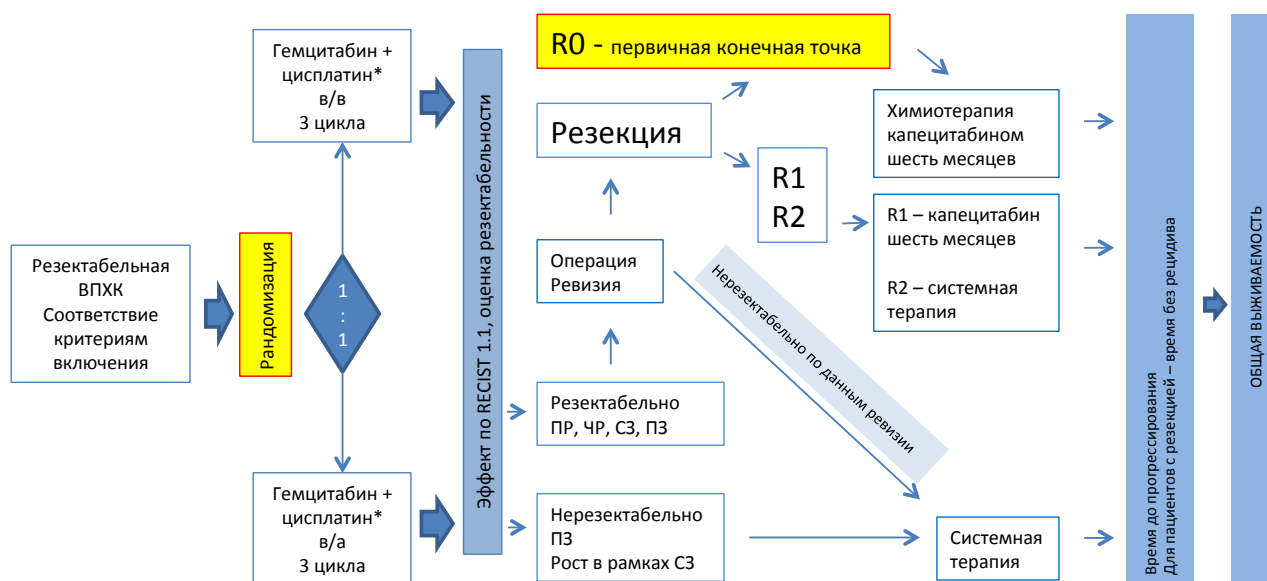 Резектабельная
ВПХК
Соответствие
критериям
включения
Рандомизация
1
:
1
Гемцитабин +
цисплатин*
в/в
3 цикла
Гемцитабин +
цисплатин*
в/а
3 цикла
Эффект по RECIST 1.1, оценка резектабельности
R0 - первичная конечная точка
Резекция
R1
R2
Операция
Ревизия
Резектабельно
ПР, ЧР, СЗ, ПЗ
Нерезектабельно
ПЗ
Рост в рамках СЗ
Нерезектабельно по данным ревизии
Химиотерапия
капецитабином
шесть месяцев
R1 – капецитабин
шесть месяцев
R2 – системная
терапия
Системная
терапия
Время до прогрессирования
Для пациентов с резекцией – время без рецидива
ОБЩАЯ ВЫЖИВАЕМОСТЬ